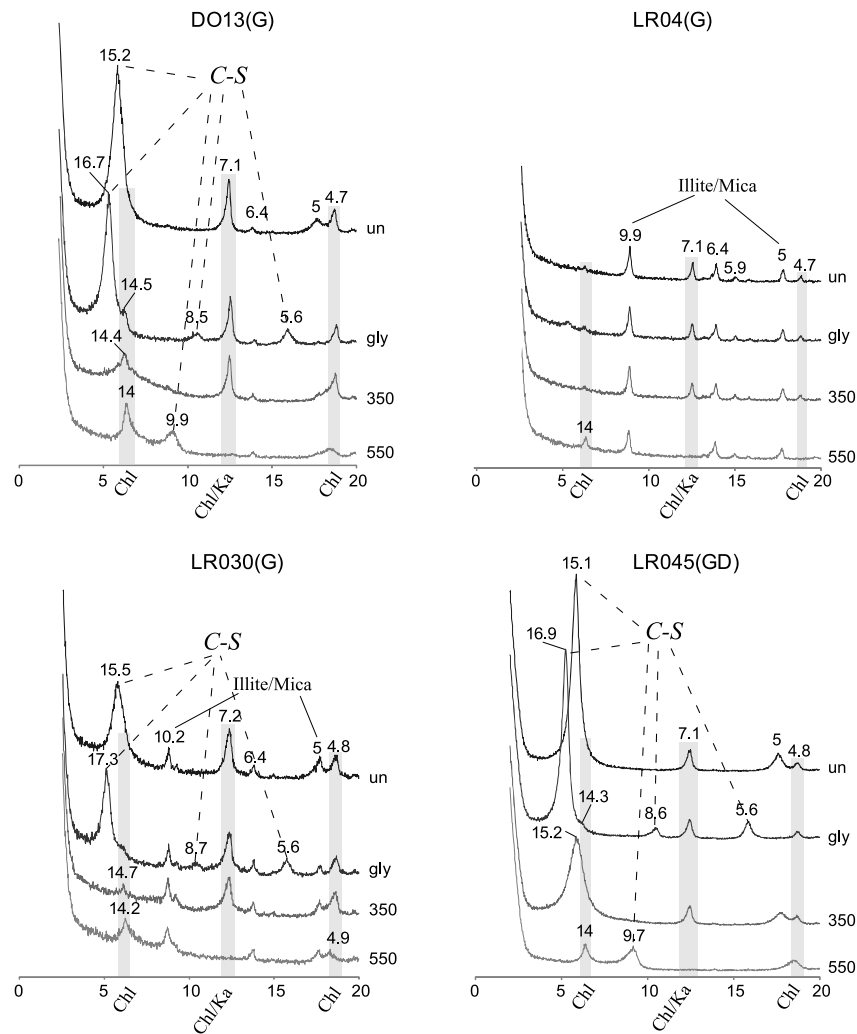 DO13(G)
15.2
C-S
16.7
7.1
6.4
5
4.7
un
14.5
8.5
5.6
gly
14.4
350
14
9.9
550
0 5 10 15 20
Chl
Chl/Ka
Chl
LR04(G)
Illite/Mica
9.9
7.1
6.4
5.9
5
4.7
un
gly
350
14
550
0 5 10 15 20
Chl
Chl/Ka
Chl
LR030(G)
C-S
15.5
Illite/Mica
17.3
10.2
7.2
6.4
5
4.8
un
8.7
5.6
gly
14.7
350
14.2
4.9
550
0 5 10 15 20
Chl
Chl/Ka
Chl
LR045(GD)
15.1
C-S
16.9
7.1
5
4.8
un
14.3
8.6
5.6
gly
15.2
350
14
9.7
550
0 5 10 15 20
Chl
Chl/Ka
Chl